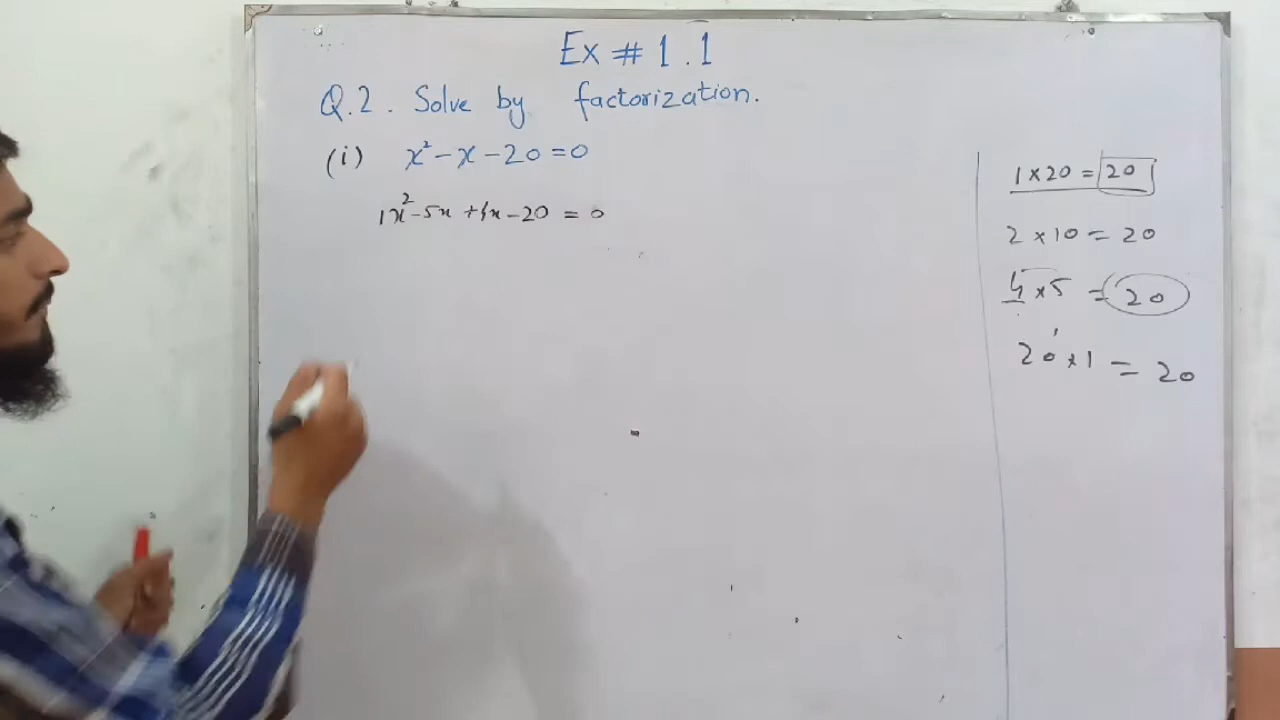 Ex # 1.1
Q.2. Solve by factorization.
(i) x² - x - 20 = 0
1x² - 5x + 4x - 20 = 0
1 x 20 = 20
2 x 10 = 20
4 x 5 = 20
20 x 1 = 20